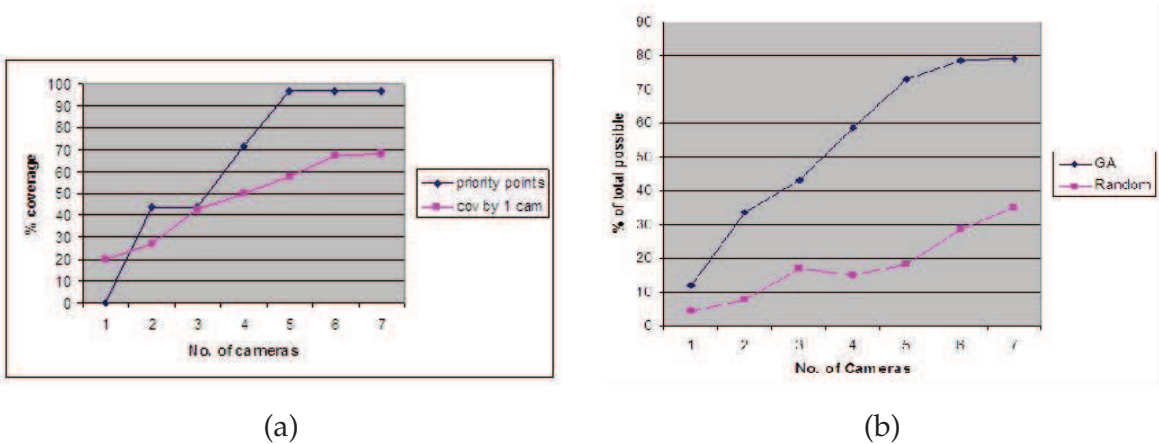 100
90
80
70
60
50
40
30
20
10
0
% coverage
1 2 3 4 5 6 7
No. of cameras
priority points
cov by 1 cam
(a)
90
80
70
60
50
40
30
20
10
0
% of total possible
1 2 3 4 5 6 7
No. of Cameras
GA
Random
(b)